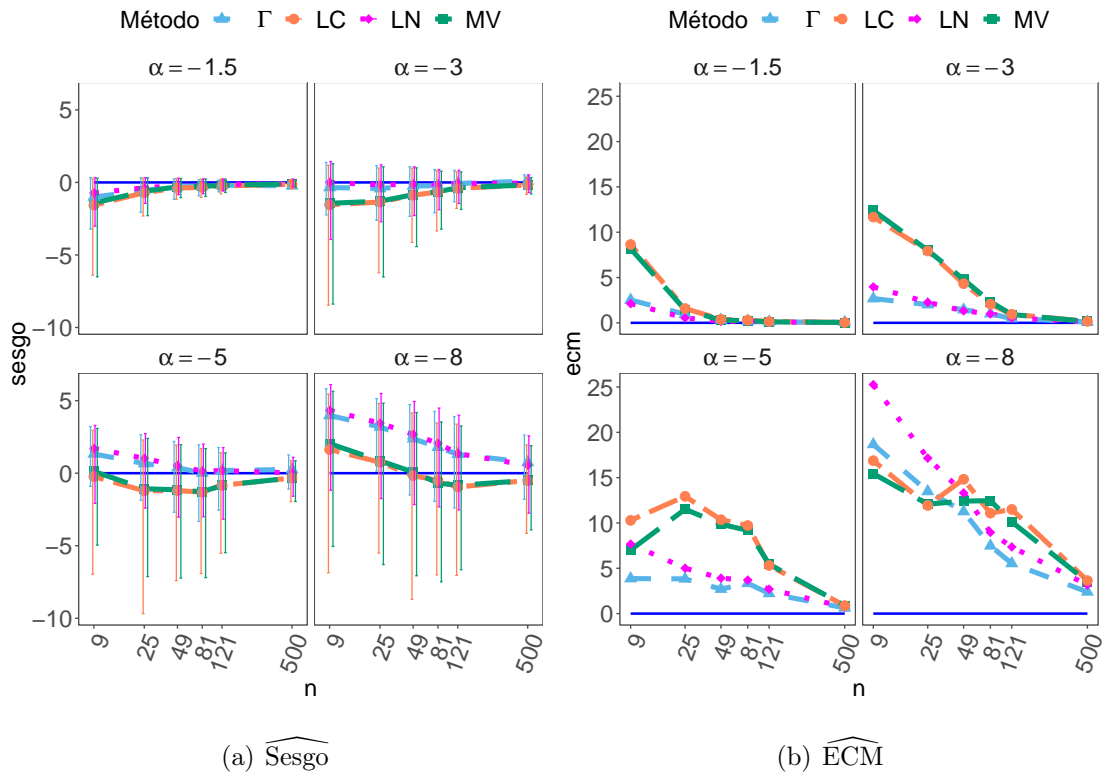 Método Γ LC LN MV
α = −1.5 α = −3
5
0
−5
−10
α = −5 α = −8
5
0
−5
−10
sesgo
9 25 49 81 121 500 9 25 49 81 121 500
n
(a) Sesgo
Método Γ LC LN MV
α = −1.5 α = −3
25
20
15
10
5
0
α = −5 α = −8
25
20
15
10
5
0
ecm
9 25 49 81 121 500 9 25 49 81 121 500
n
(b) ECM